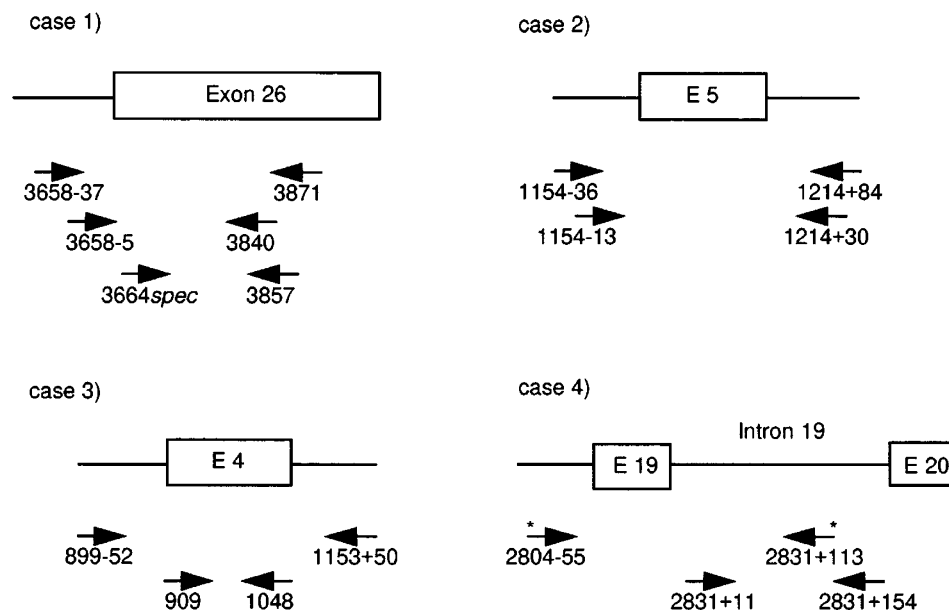 case 1)
case 2)
Exon 26
E 5
3658-37
3871
1154-36
1214+84
3658-5
3840
1154-13
1214+30
3664spec
3857
case 3)
case 4)
Intron 19
E 4
E 19
E 20
*
*
899-52
1153+50
2804-55
2831+113
909
1048
2831+11
2831+154